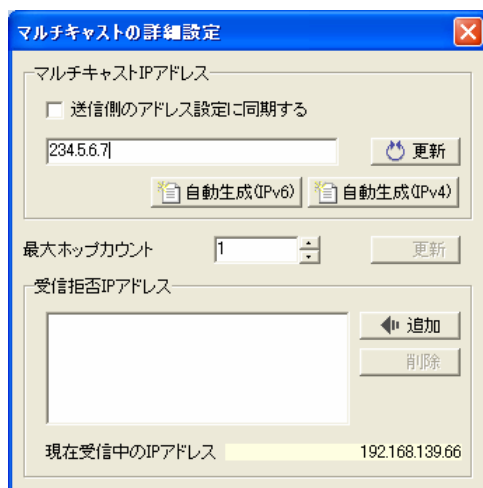 マルチキャストの詳細設定
マルチキャストIPアドレス
送信側のアドレス設定に同期する
234.5.6.7 更新
自動生成(IPv6) 自動生成(IPv4)
最大ホップカウント 1 更新
受信拒否IPアドレス
追加
削除
現在受信中のIPアドレス 192.168.139.66